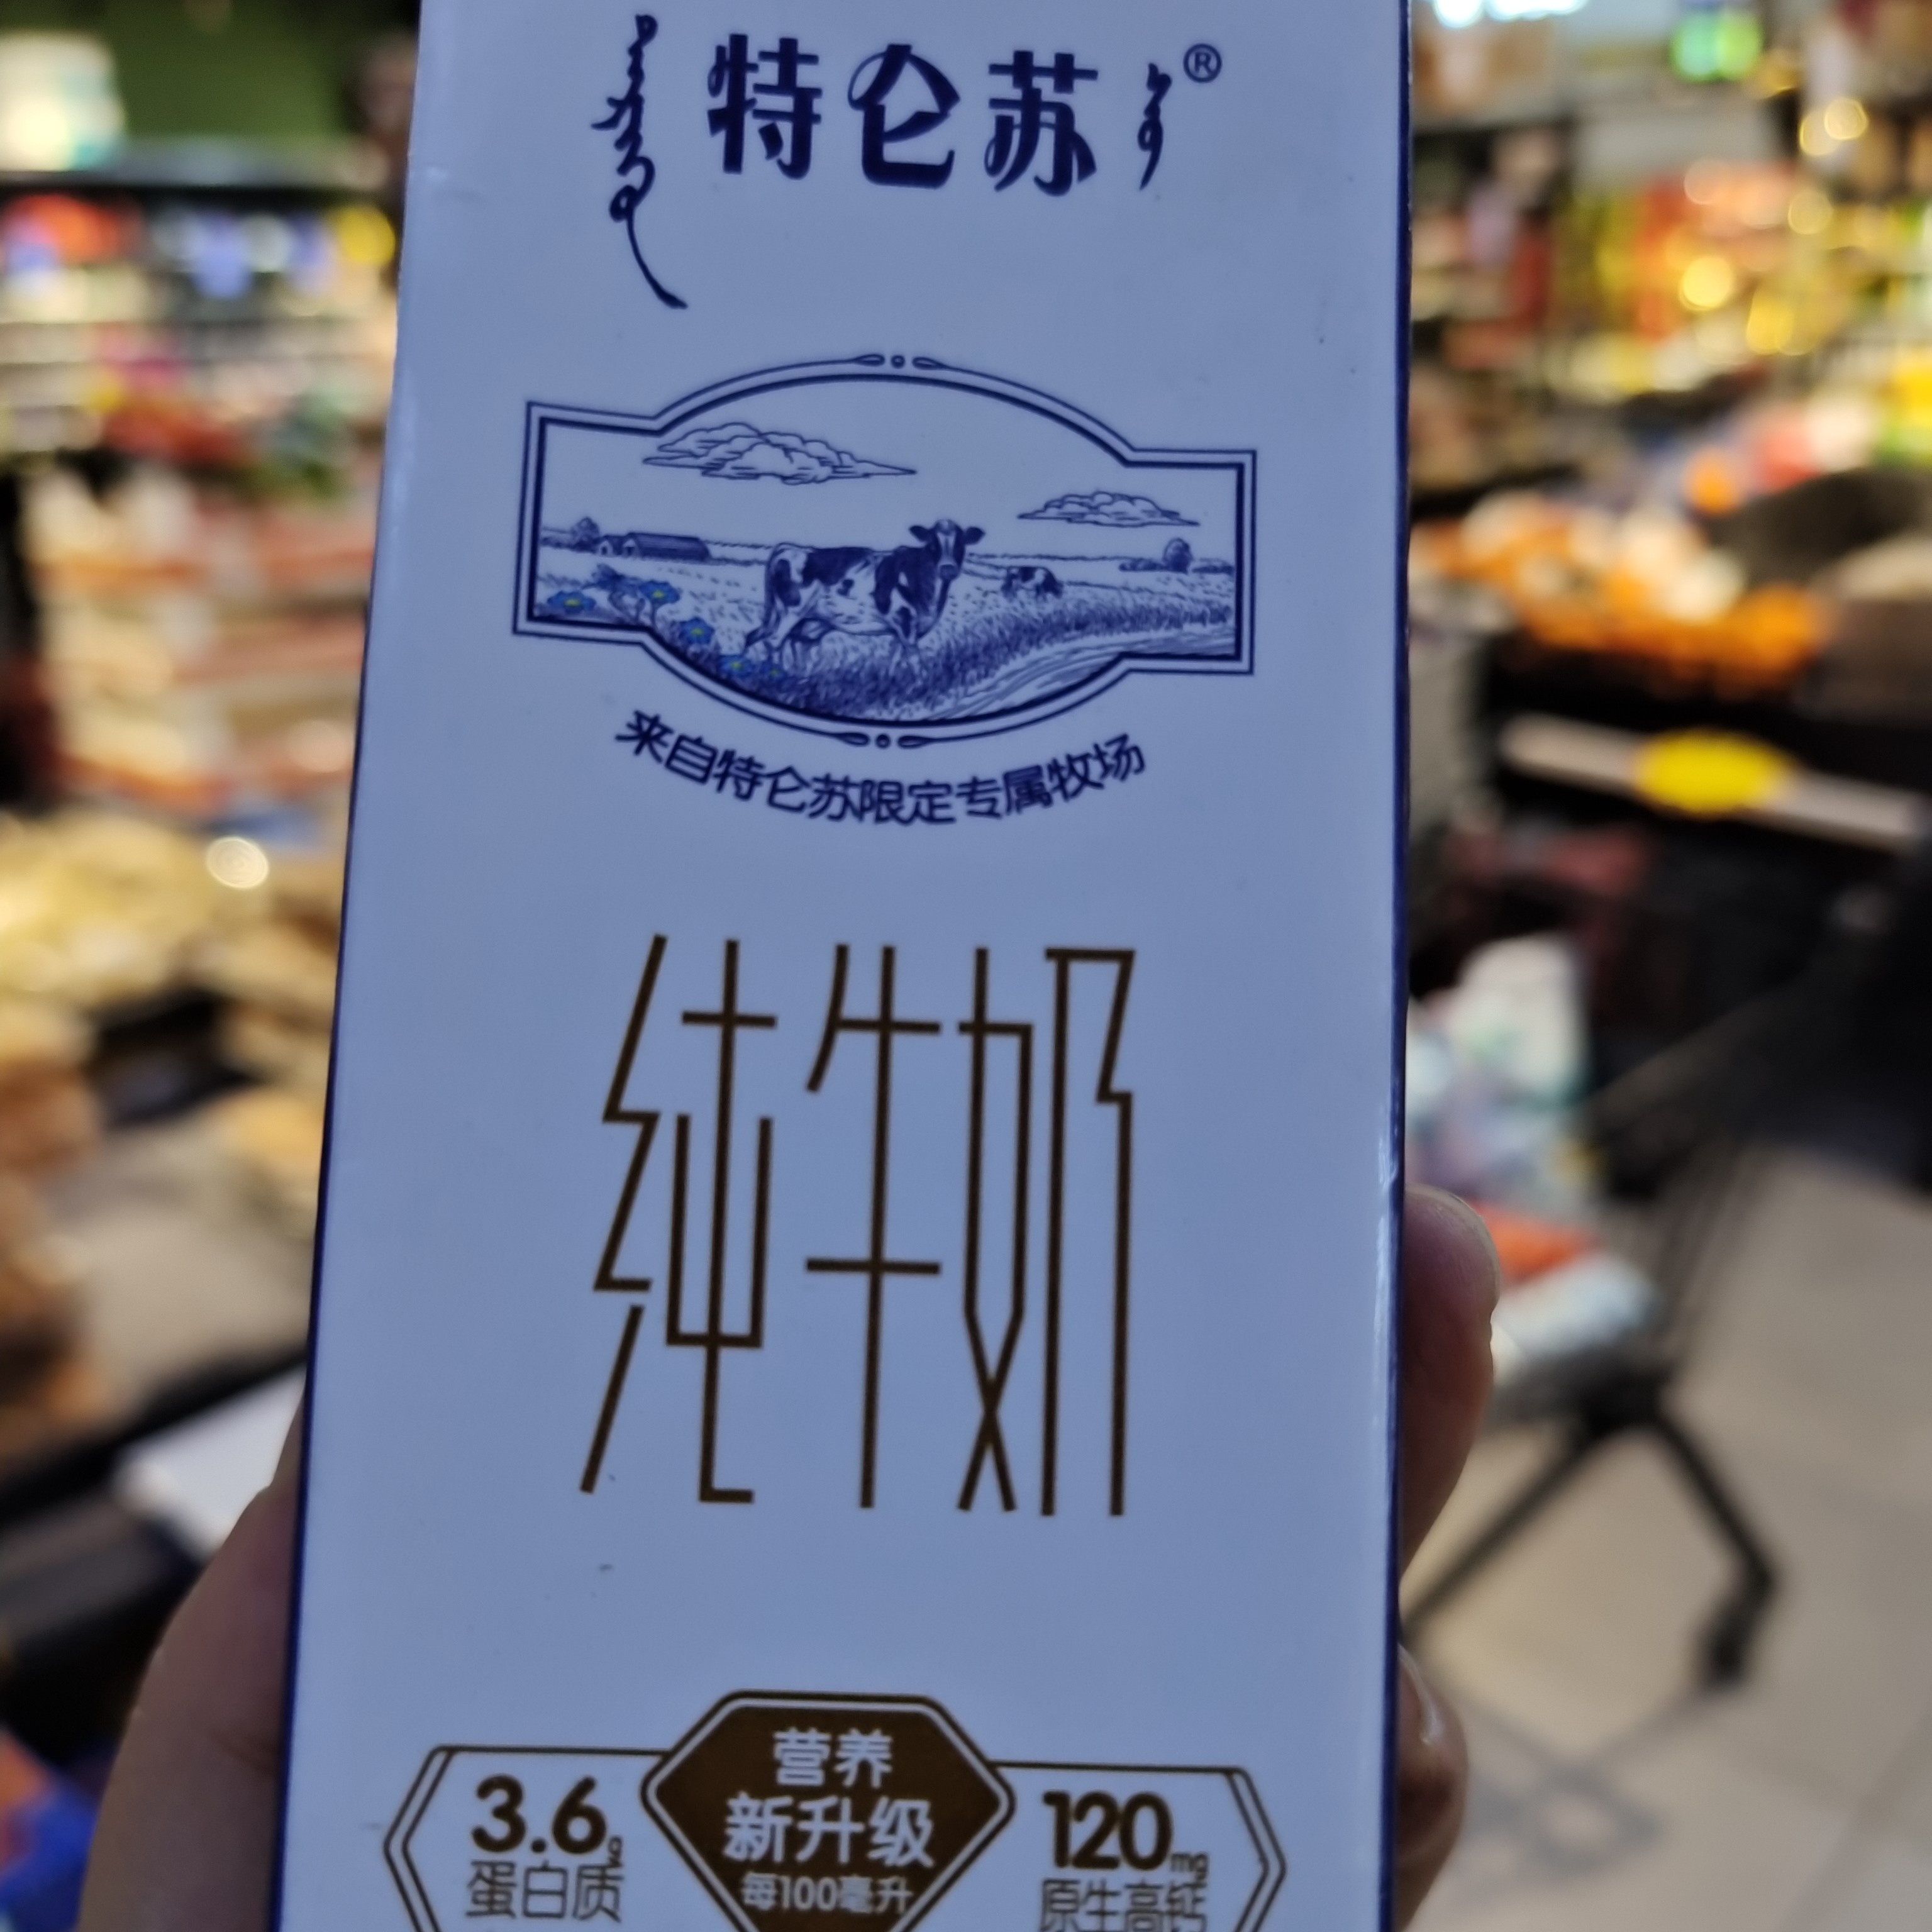 特仑苏®
来自特仑苏限定专属牧场
纯牛奶
营养
新升级
每100毫升
3.6g
蛋白质
120mg
原生高钙